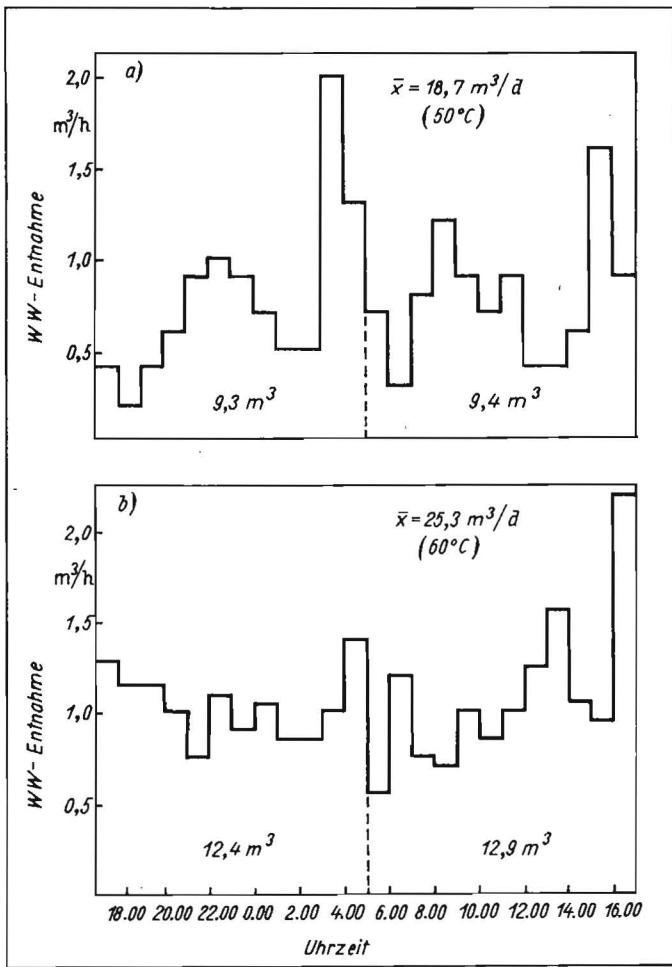 a)
2,0
m³/h
1,5
1,0
0,5
WW-Entnahme
x̄ = 18,7 m³/d
(50°C)
9,3 m³
9,4 m³
b)
2,0
m³/h
1,5
1,0
0,5
WW-Entnahme
x̄ = 25,3 m³/d
(60°C)
12,4 m³
12,9 m³
18.00 20.00 22.00 0.00 2.00 4.00 6.00 8.00 10.00 12.00 14.00 16.00
Uhrzeit